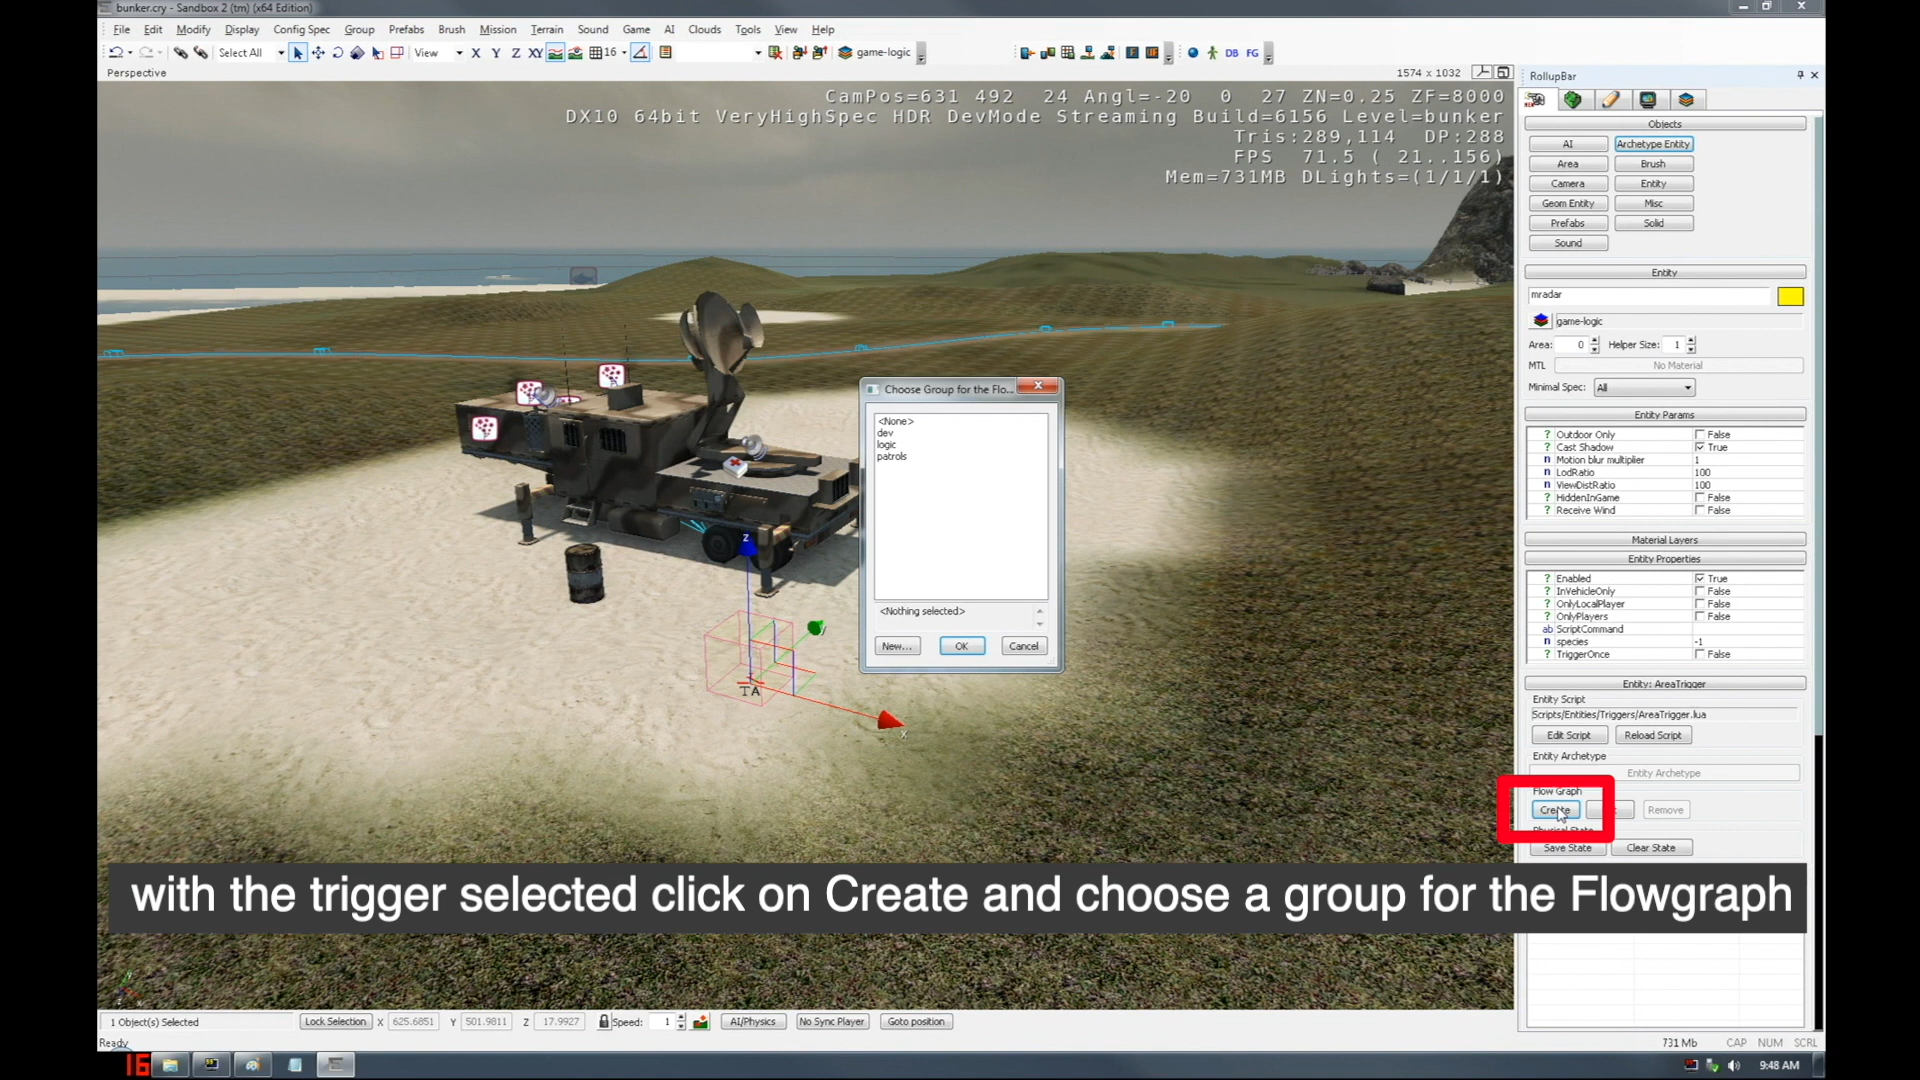 bunker.cry - Sandbox 2 (tm) (x64 Edition)
File Edit Modify Display Config Spec Group Prefabs Brush Mission Terrain Sound Game AI Clouds Tools View Help
Select All View X Y Z XY 16 game-logic DB FG
Perspective 1574 x 1032
CamPos=631 492 24 Angl=-20 0 27 ZN=0.25 ZF=8000
DX10 64bit VeryHighSpec HDR DevMode Streaming Build=6156 Level=bunker
Tris:289,114 DP:288
FPS 71.5 ( 21..156)
Mem=731MB DLights=(1/1/1)
RollupBar
Objects
AI Archetype Entity
Area Brush
Camera Entity
Geom Entity Misc
Prefabs Solid
Sound
Entity
mradar
game-logic
Area: 0 Helper Size: 1
MTL No Material
Minimal Spec: All
Entity Params
? Outdoor Only False
? Cast Shadow True
n Motion blur multiplier 1
n LodRatio 100
n ViewDistRatio 100
? HiddenInGame False
? Receive Wind False
Material Layers
Entity Properties
? Enabled True
? InVehicleOnly False
? OnlyLocalPlayer False
? OnlyPlayers False
ab ScriptCommand
n species -1
? TriggerOnce False
Entity: AreaTrigger
Entity Script
Scripts/Entities/Triggers/AreaTrigger.lua
Edit Script Reload Script
Entity Archetype
Entity Archetype
Flow Graph
Create Remove
Physical State
Save State Clear State
Choose Group for the Flo...
<None>
dev
logic
patrols
<Nothing selected>
New... OK Cancel
z
y
x
TA
with the trigger selected click on Create and choose a group for the Flowgraph
1 Object(s) Selected Lock Selection X 625.6851 Y 501.9811 Z 17.9927 Speed: 1 AI/Physics No Sync Player Goto position
Ready 731 Mb CAP NUM SCRL
16 9:48 AM